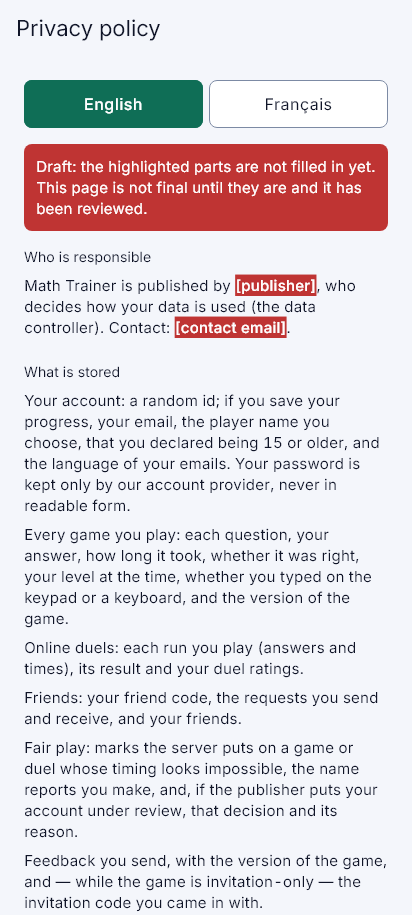 Privacy policy
English
Français
Draft: the highlighted parts are not filled in yet.
This page is not final until they are and it has
been reviewed.
Who is responsible
Math Trainer is published by [publisher], who
decides how your data is used (the data
controller). Contact: [contact email].
What is stored
Your account: a random id; if you save your
progress, your email, the player name you
choose, that you declared being 15 or older, and
the language of your emails. Your password is
kept only by our account provider, never in
readable form.
Every game you play: each question, your
answer, how long it took, whether it was right,
your level at the time, whether you typed on the
keypad or a keyboard, and the version of the
game.
Online duels: each run you play (answers and
times), its result and your duel ratings.
Friends: your friend code, the requests you send
and receive, and your friends.
Fair play: marks the server puts on a game or
duel whose timing looks impossible, the name
reports you make, and, if the publisher puts your
account under review, that decision and its
reason.
Feedback you send, with the version of the game,
and — while the game is invitation-only — the
invitation code you came in with.